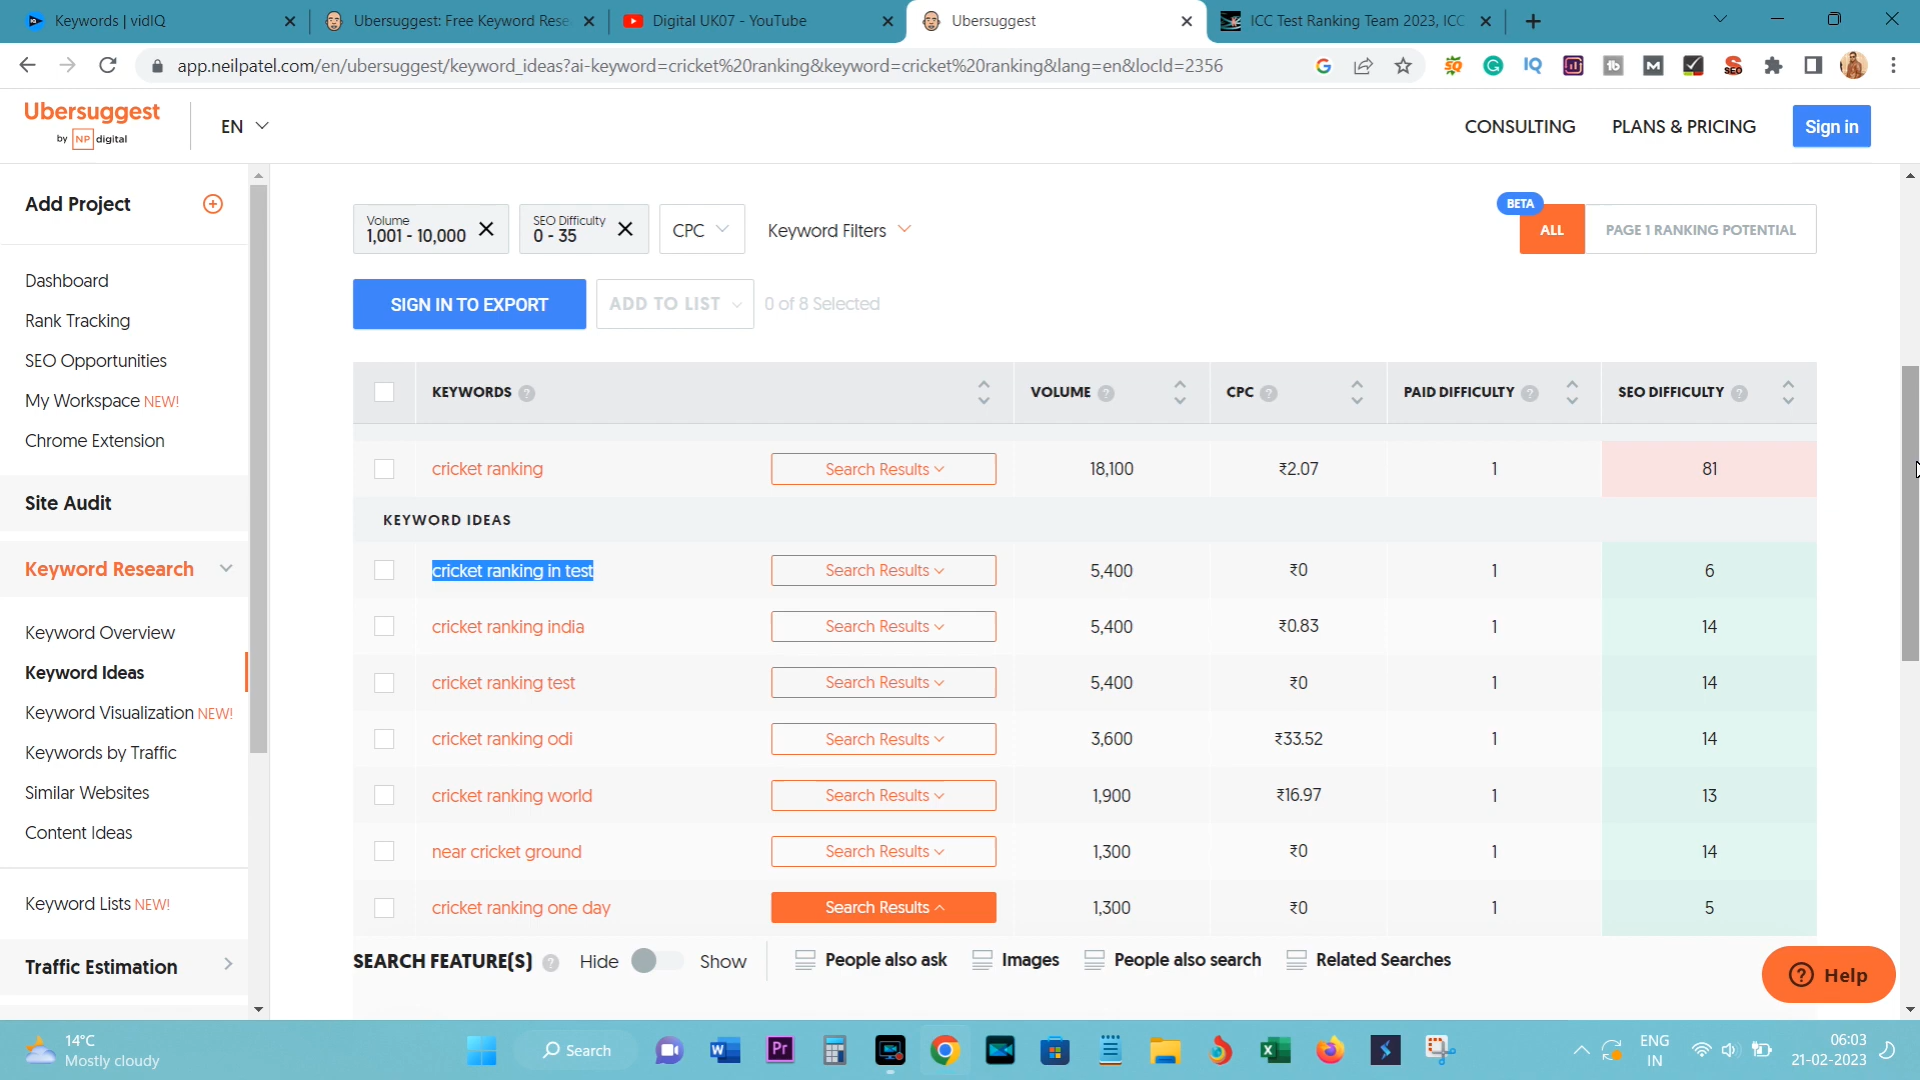 Keywords | vidIQ
Ubersuggest: Free Keyword Rese
Digital UK07 - YouTube
Ubersuggest
ICC Test Ranking Team 2023, ICC
app.neilpatel.com/en/ubersuggest/keyword_ideas?ai-keyword=cricket%20ranking&keyword=cricket%20ranking&lang=en&locId=2356
Ubersuggest
by NP digital
EN
CONSULTING
PLANS & PRICING
Sign in
Add Project
Dashboard
Rank Tracking
SEO Opportunities
My Workspace NEW!
Chrome Extension
Site Audit
Keyword Research
Keyword Overview
Keyword Ideas
Keyword Visualization NEW!
Keywords by Traffic
Similar Websites
Content Ideas
Keyword Lists NEW!
Traffic Estimation
Volume
1,001 - 10,000
SEO Difficulty
0 - 35
CPC
Keyword Filters
BETA
ALL
PAGE 1 RANKING POTENTIAL
SIGN IN TO EXPORT
ADD TO LIST
0 of 8 Selected
KEYWORDS VOLUME CPC PAID DIFFICULTY SEO DIFFICULTY
cricket ranking Search Results 18,100 ₹2.07 1 81
KEYWORD IDEAS
cricket ranking in test Search Results 5,400 ₹0 1 6
cricket ranking india Search Results 5,400 ₹0.83 1 14
cricket ranking test Search Results 5,400 ₹0 1 14
cricket ranking odi Search Results 3,600 ₹33.52 1 14
cricket ranking world Search Results 1,900 ₹16.97 1 13
near cricket ground Search Results 1,300 ₹0 1 14
cricket ranking one day Search Results 1,300 ₹0 1 5
SEARCH FEATURE(S) Hide Show People also ask Images People also search Related Searches
Help
14°C
Mostly cloudy
Search
ENG
IN
06:03
21-02-2023